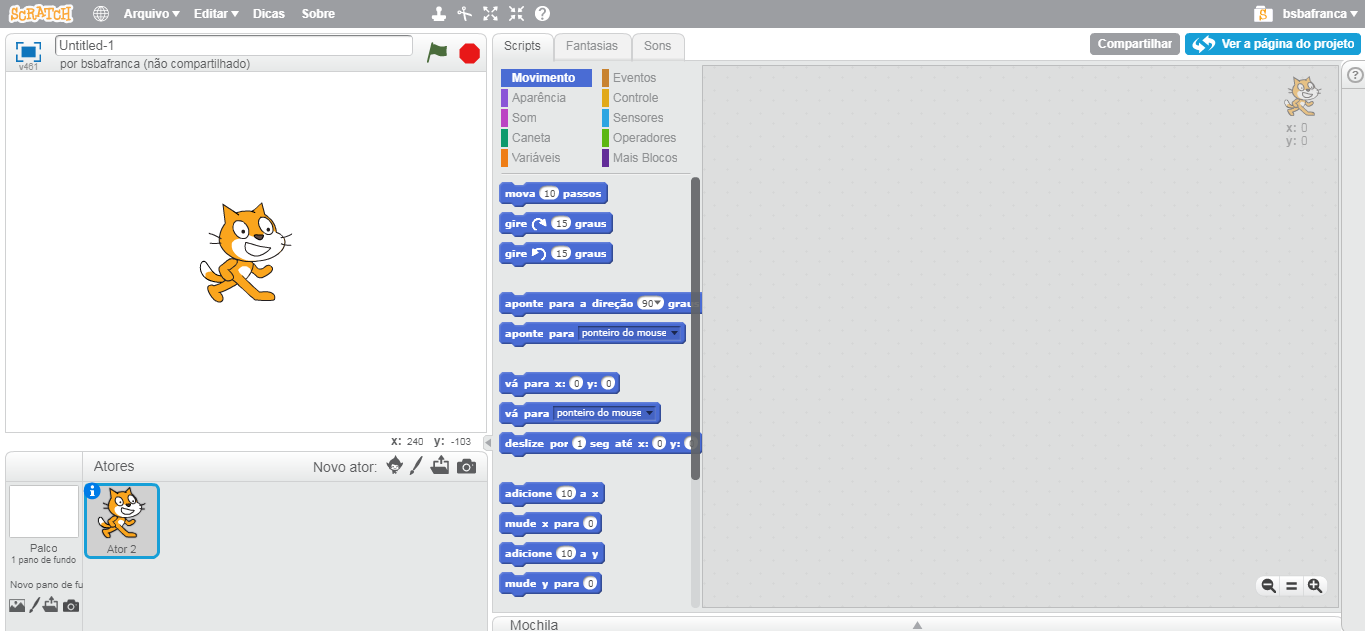 SCRATCH
Arquivo
Editar
Dicas
Sobre
bsbafranca
v461
Untitled-1
por bsbafranca (não compartilhado)
Scripts
Fantasias
Sons
Compartilhar
Ver a página do projeto
Movimento
Eventos
Aparência
Controle
Som
Sensores
Caneta
Operadores
Variáveis
Mais Blocos
x: 0
y: 0
mova 10 passos
gire 15 graus
gire 15 graus
aponte para a direção 90 grau
aponte para ponteiro do mouse
vá para x: 0 y: 0
vá para ponteiro do mouse
deslize por 1 seg até x: 0 y:
adicione 10 a x
mude x para 0
adicione 10 a y
mude y para 0
x: 240 y: -103
Atores
Novo ator:
Palco
1 pano de fundo
Novo pano de fu
Ator 2
Mochila